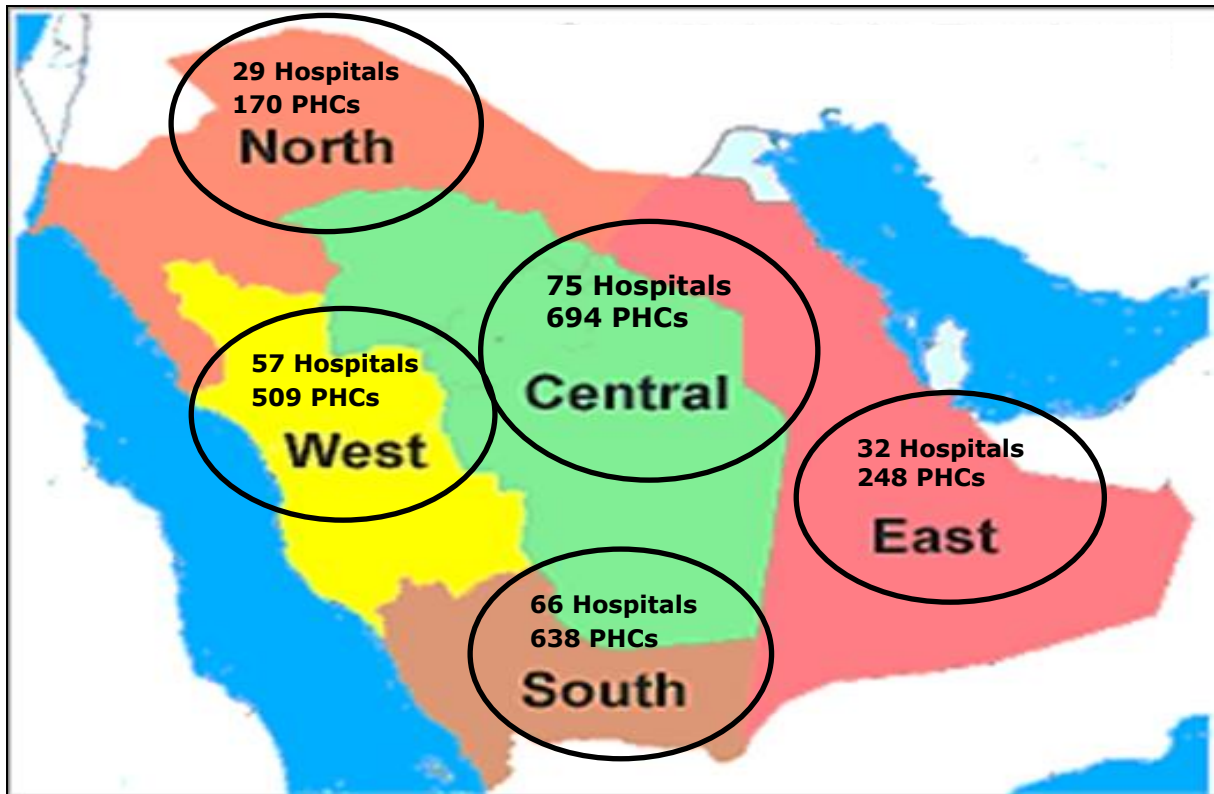 29 Hospitals
170 PHCs
North
75 Hospitals
694 PHCs
Central
57 Hospitals
509 PHCs
West
32 Hospitals
248 PHCs
East
66 Hospitals
638 PHCs
South